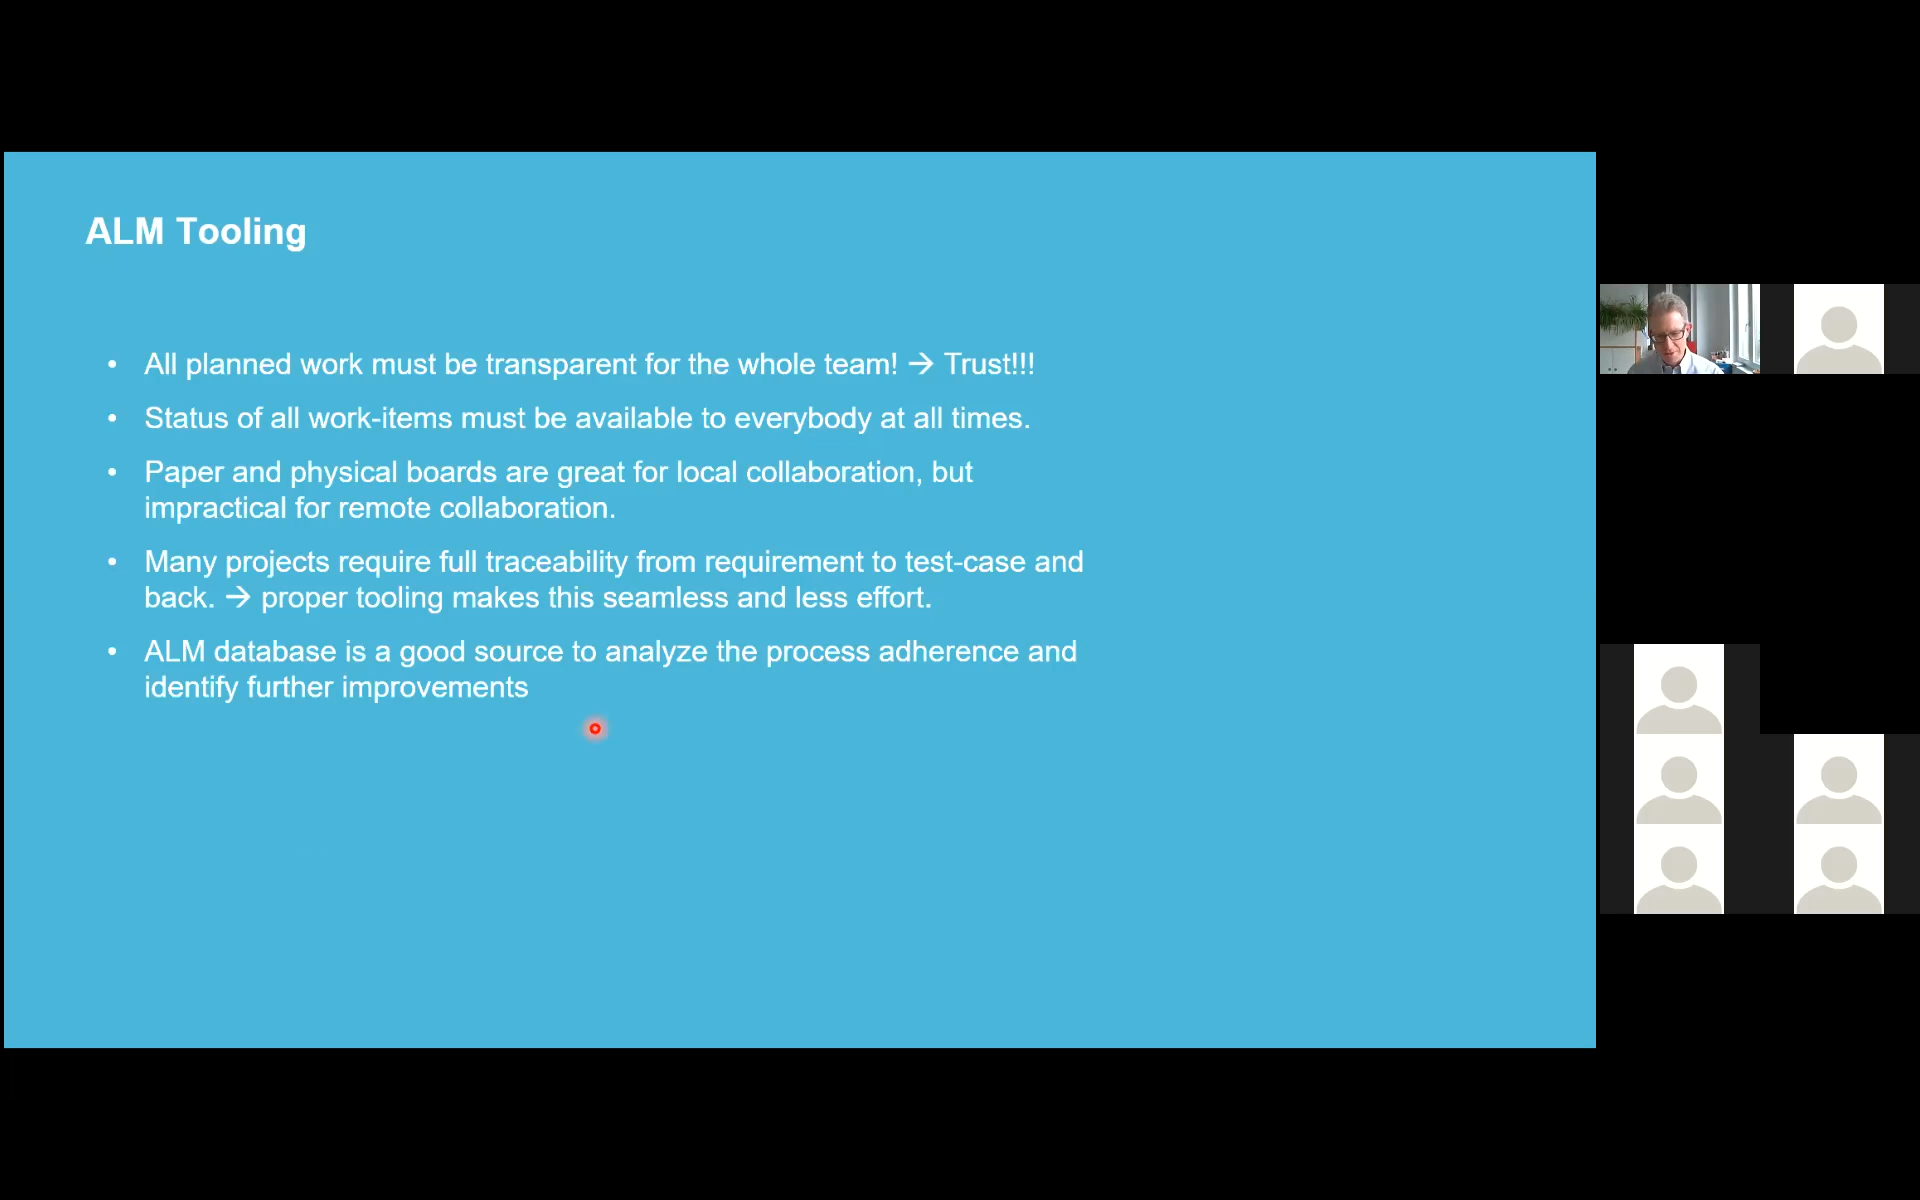 ALM Tooling
• All planned work must be transparent for the whole team! → Trust!!!
• Status of all work-items must be available to everybody at all times.
• Paper and physical boards are great for local collaboration, but
impractical for remote collaboration.
• Many projects require full traceability from requirement to test-case and
back. → proper tooling makes this seamless and less effort.
• ALM database is a good source to analyze the process adherence and
identify further improvements